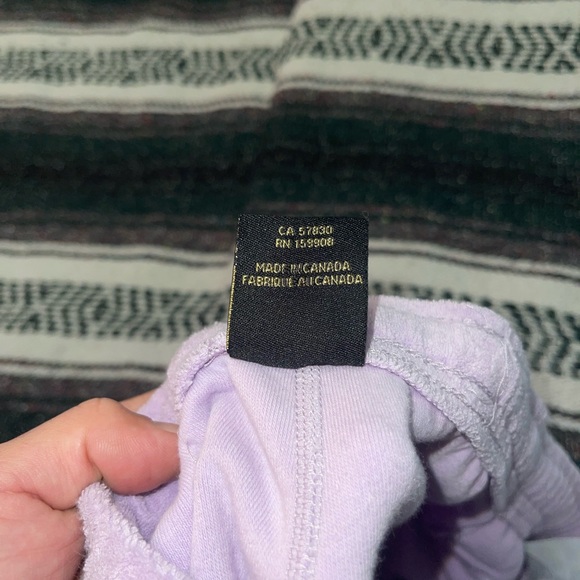 CA 57830
RN 159908
MADE IN CANADA
FABRIQUE AU CANADA